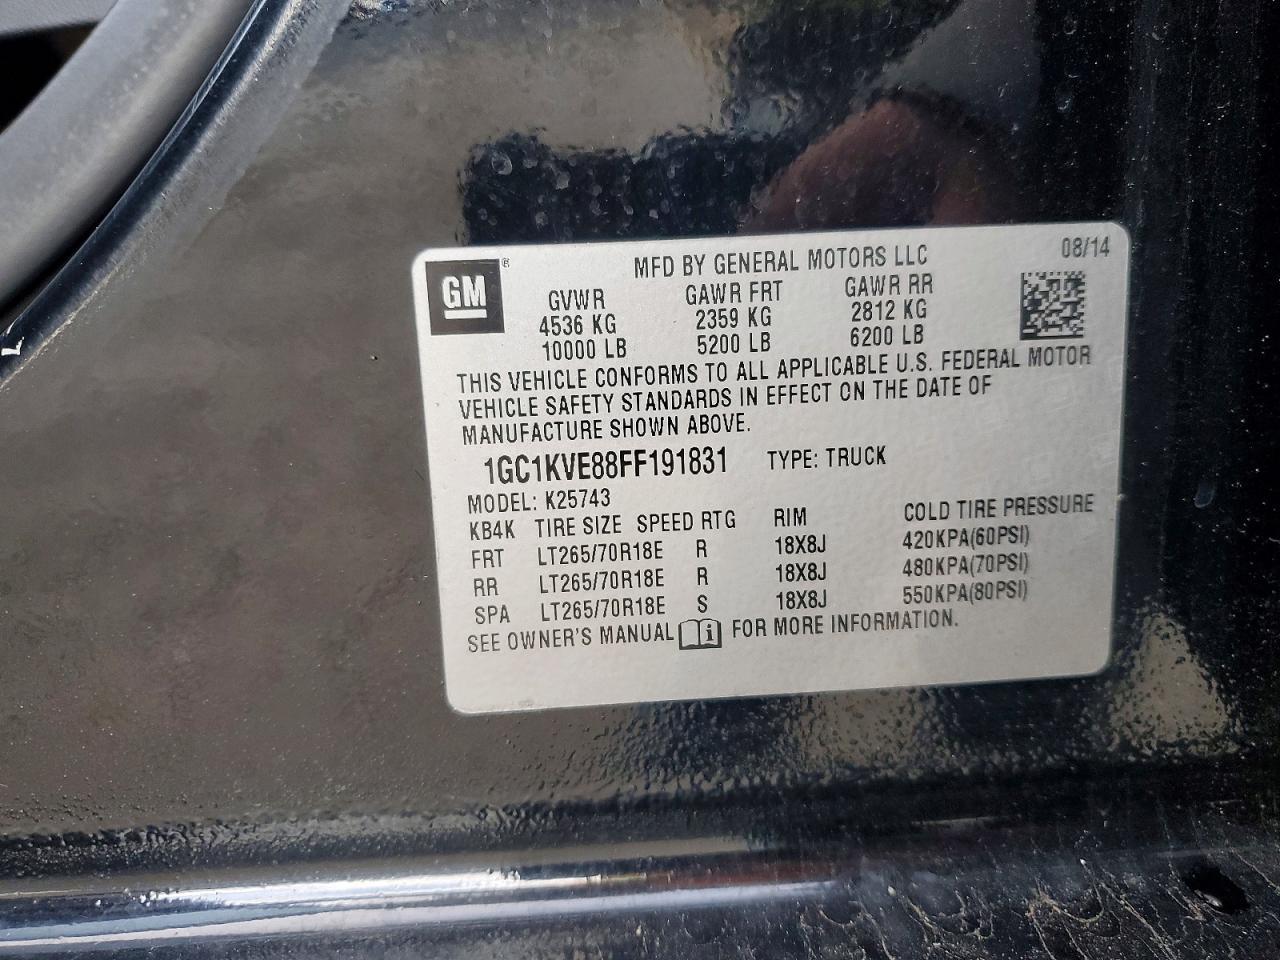 MFD BY GENERAL MOTORS LLC 08/14
GM®
GVWR GAWR FRT GAWR RR
4536 KG 2359 KG 2812 KG
10000 LB 5200 LB 6200 LB
THIS VEHICLE CONFORMS TO ALL APPLICABLE U.S. FEDERAL MOTOR
VEHICLE SAFETY STANDARDS IN EFFECT ON THE DATE OF
MANUFACTURE SHOWN ABOVE.
1GC1KVE88FF191831 TYPE: TRUCK
MODEL: K25743
KB4K TIRE SIZE SPEED RTG RIM COLD TIRE PRESSURE
FRT LT265/70R18E R 18X8J 420KPA(60PSI)
RR LT265/70R18E R 18X8J 480KPA(70PSI)
SPA LT265/70R18E S 18X8J 550KPA(80PSI)
SEE OWNER'S MANUAL i FOR MORE INFORMATION.